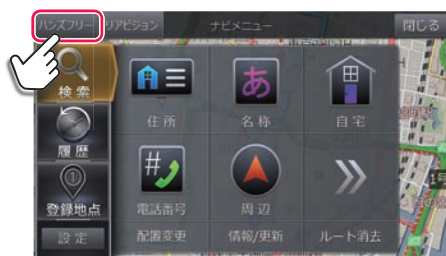 ハンズフリー リアビジョン ナビメニュー 閉じる
検索
住所 名称 自宅
履歴
登録地点
電話番号 周辺
設定 配置変更 情報/更新 ルート消去